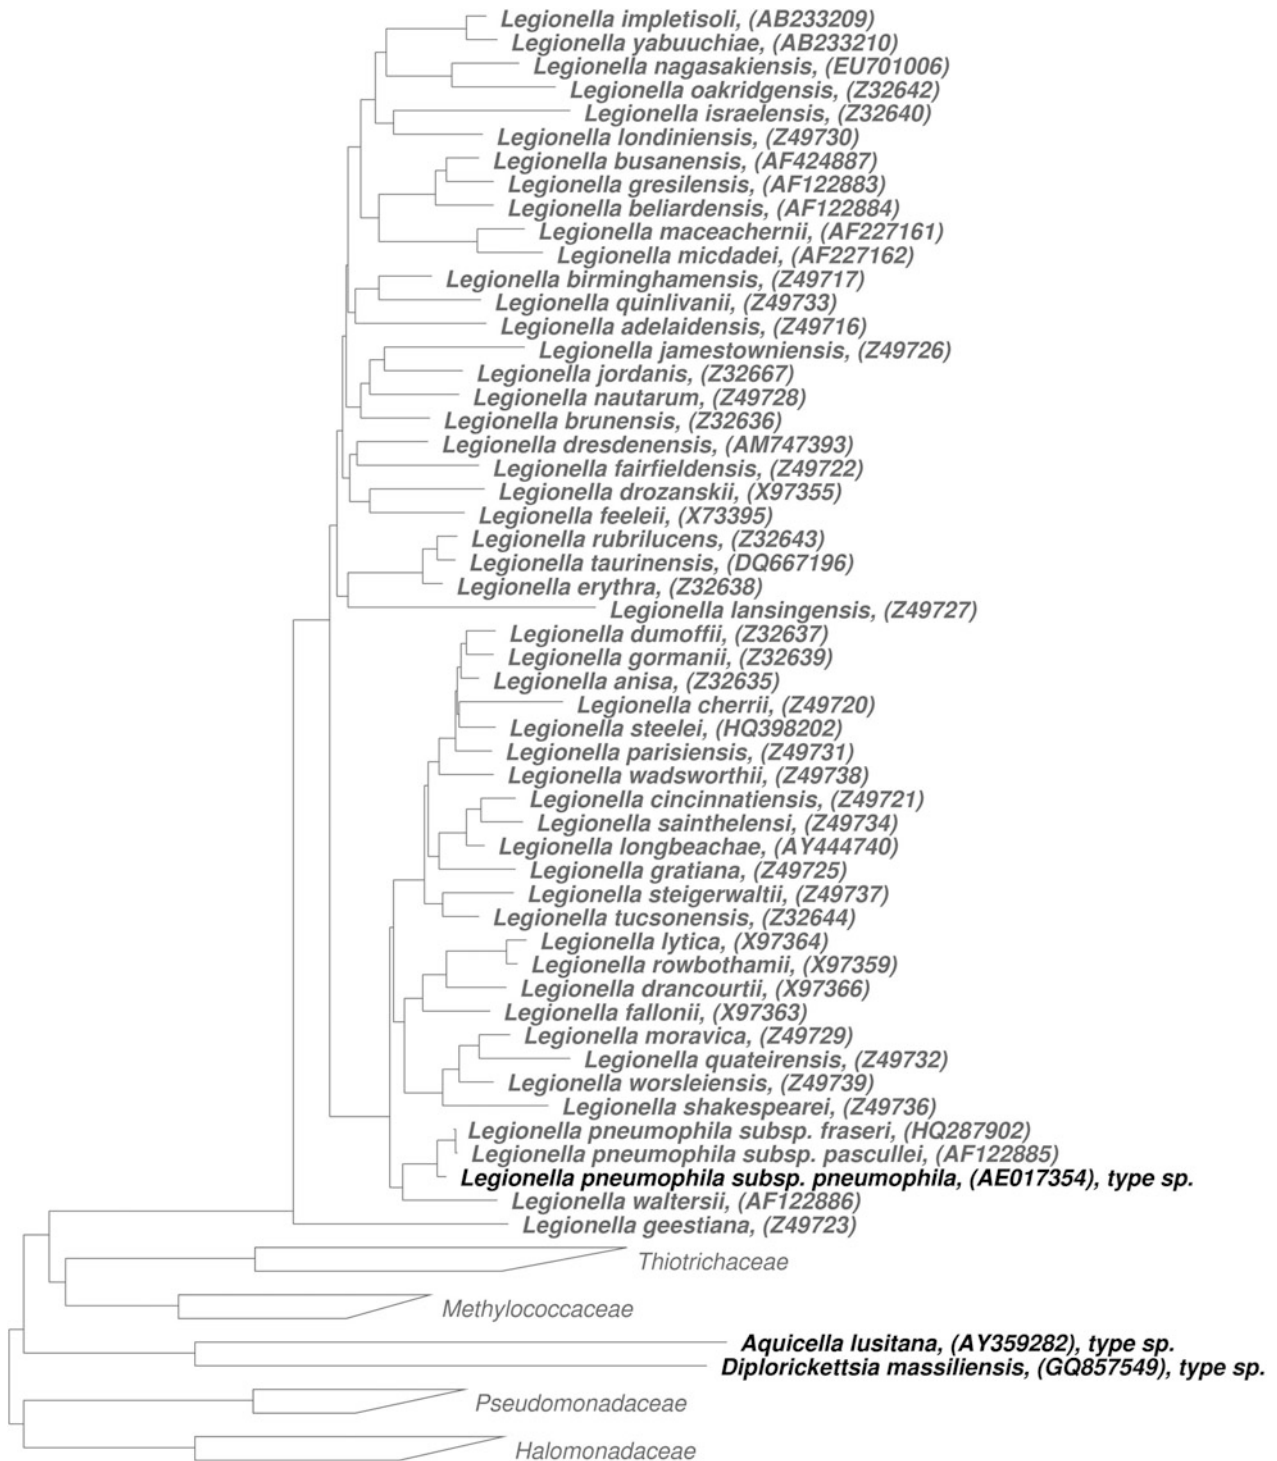 Legionella impletisoli, (AB233209)
Legionella yabuuchiae, (AB233210)
Legionella nagasakiensis, (EU701006)
Legionella oakridgensis, (Z32642)
Legionella israelensis, (Z32640)
Legionella londiniensis, (Z49730)
Legionella busanensis, (AF424887)
Legionella gresilensis, (AF122883)
Legionella beliardensis, (AF122884)
Legionella maceachernii, (AF227161)
Legionella micdadei, (AF227162)
Legionella birminghamensis, (Z49717)
Legionella quinlivanii, (Z49733)
Legionella adelaidensis, (Z49716)
Legionella jamestowniensis, (Z49726)
Legionella jordanis, (Z32667)
Legionella nautarum, (Z49728)
Legionella brunensis, (Z32636)
Legionella dresdenensis, (AM747393)
Legionella fairfieldensis, (Z49722)
Legionella drozanskii, (X97355)
Legionella feeleii, (X73395)
Legionella rubrilucens, (Z32643)
Legionella taurinensis, (DQ667196)
Legionella erythra, (Z32638)
Legionella lansingensis, (Z49727)
Legionella dumoffii, (Z32637)
Legionella gormanii, (Z32639)
Legionella anisa, (Z32635)
Legionella cherrii, (Z49720)
Legionella steelei, (HQ398202)
Legionella parisiensis, (Z49731)
Legionella wadsworthii, (Z49738)
Legionella cincinnatiensis, (Z49721)
Legionella sainthelensi, (Z49734)
Legionella longbeachae, (AY444740)
Legionella gratiana, (Z49725)
Legionella steigerwaltii, (Z49737)
Legionella tucsonensis, (Z32644)
Legionella lytica, (X97364)
Legionella rowbothamii, (X97359)
Legionella drancourtii, (X97366)
Legionella fallonii, (X97363)
Legionella moravica, (Z49729)
Legionella quateirensis, (Z49732)
Legionella worsleiensis, (Z49739)
Legionella shakespearei, (Z49736)
Legionella pneumophila subsp. fraseri, (HQ287902)
Legionella pneumophila subsp. pascullei, (AF122885)
Legionella pneumophila subsp. pneumophila, (AE017354), type sp.
Legionella waltersii, (AF122886)
Legionella geestiana, (Z49723)
Thiotrichaceae
Methylococcaceae
Aquicella lusitana, (AY359282), type sp.
Diplorickettsia massiliensis, (GQ857549), type sp.
Pseudomonadaceae
Halomonadaceae